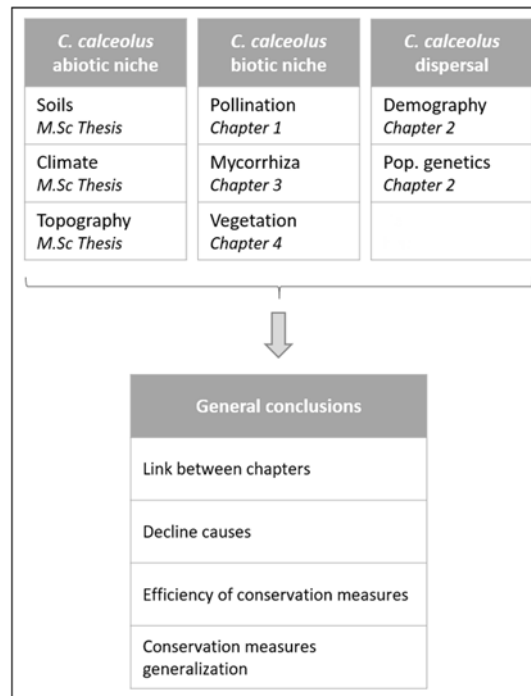 C. calceolus
abiotic niche
Soils
M.Sc Thesis
Climate
M.Sc Thesis
Topography
M.Sc Thesis
C. calceolus
biotic niche
Pollination
Chapter 1
Mycorrhiza
Chapter 3
Vegetation
Chapter 4
C. calceolus
dispersal
Demography
Chapter 2
Pop. genetics
Chapter 2
General conclusions
Link between chapters
Decline causes
Efficiency of conservation measures
Conservation measures
generalization